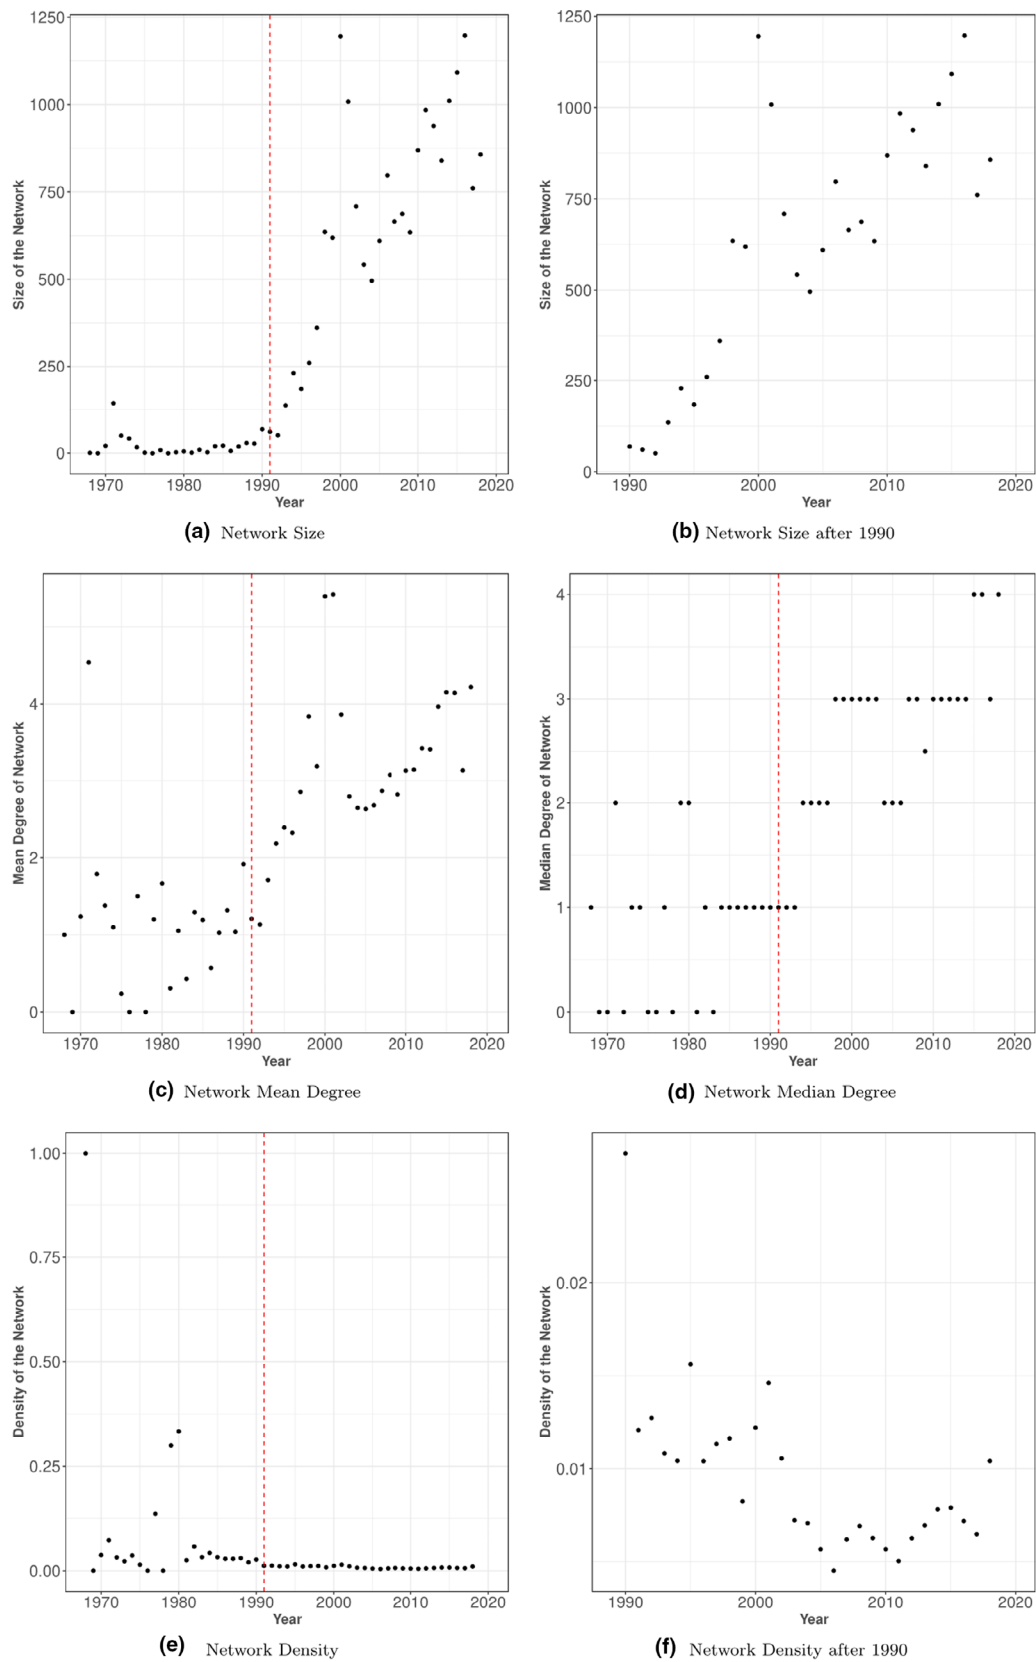 1250
1000
750
500
250
0
Size of the Network
1970 1980 1990 2000 2010 2020
Year
(a) Network Size
1250
1000
750
500
250
0
Size of the Network
1990 2000 2010 2020
Year
(b) Network Size after 1990
4
2
0
Mean Degree of Network
1970 1980 1990 2000 2010 2020
Year
(c) Network Mean Degree
4
3
2
1
0
Median Degree of Network
1970 1980 1990 2000 2010 2020
Year
(d) Network Median Degree
1.00
0.75
0.50
0.25
0.00
Density of the Network
1970 1980 1990 2000 2010 2020
Year
(e) Network Density
0.02
0.01
Density of the Network
1990 2000 2010 2020
Year
(f) Network Density after 1990